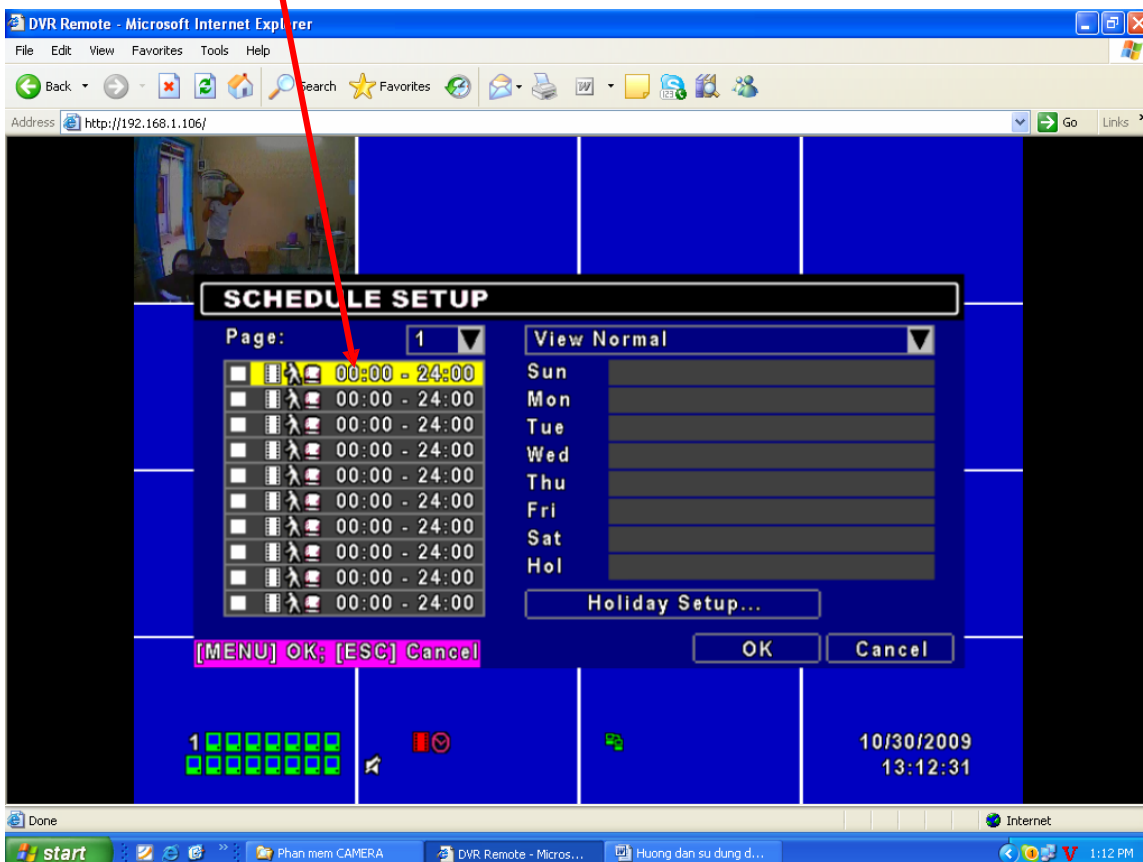 DVR Remote - Microsoft Internet Explorer
File Edit View Favorites Tools Help
Back Search Favorites
Address http://192.168.1.106/ Go Links
SCHEDULE SETUP
Page: 1 View Normal
00:00 - 24:00 Sun
00:00 - 24:00 Mon
00:00 - 24:00 Tue
00:00 - 24:00 Wed
00:00 - 24:00 Thu
00:00 - 24:00 Fri
00:00 - 24:00 Sat
00:00 - 24:00 Hol
00:00 - 24:00
00:00 - 24:00 Holiday Setup...
[MENU] OK; [ESC] Cancel OK Cancel
1 10/30/2009
13:12:31
Done Internet
start Phan mem CAMERA DVR Remote - Micros... Huong dan su dung d... 1:12 PM